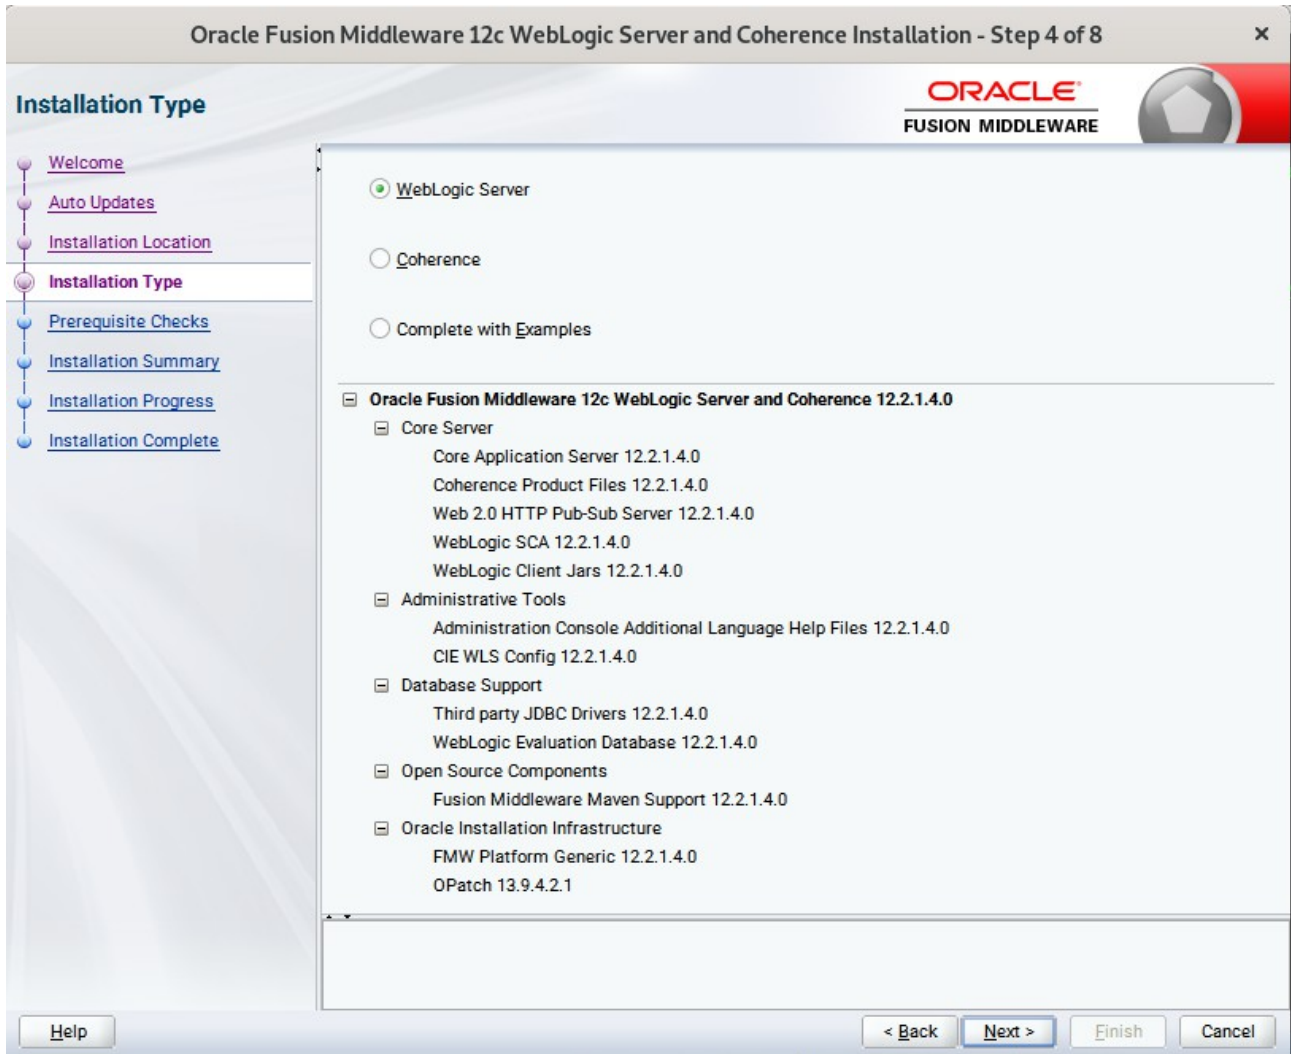 Oracle Fusion Middleware 12c WebLogic Server and Coherence Installation - Step 4 of 8
×
Installation Type
ORACLE
FUSION MIDDLEWARE
Welcome
Auto Updates
Installation Location
Installation Type
Prerequisite Checks
Installation Summary
Installation Progress
Installation Complete
WebLogic Server
Coherence
Complete with Examples
Oracle Fusion Middleware 12c WebLogic Server and Coherence 12.2.1.4.0
Core Server
Core Application Server 12.2.1.4.0
Coherence Product Files 12.2.1.4.0
Web 2.0 HTTP Pub-Sub Server 12.2.1.4.0
WebLogic SCA 12.2.1.4.0
WebLogic Client Jars 12.2.1.4.0
Administrative Tools
Administration Console Additional Language Help Files 12.2.1.4.0
CIE WLS Config 12.2.1.4.0
Database Support
Third party JDBC Drivers 12.2.1.4.0
WebLogic Evaluation Database 12.2.1.4.0
Open Source Components
Fusion Middleware Maven Support 12.2.1.4.0
Oracle Installation Infrastructure
FMW Platform Generic 12.2.1.4.0
OPatch 13.9.4.2.1
Help
< Back
Next >
Finish
Cancel